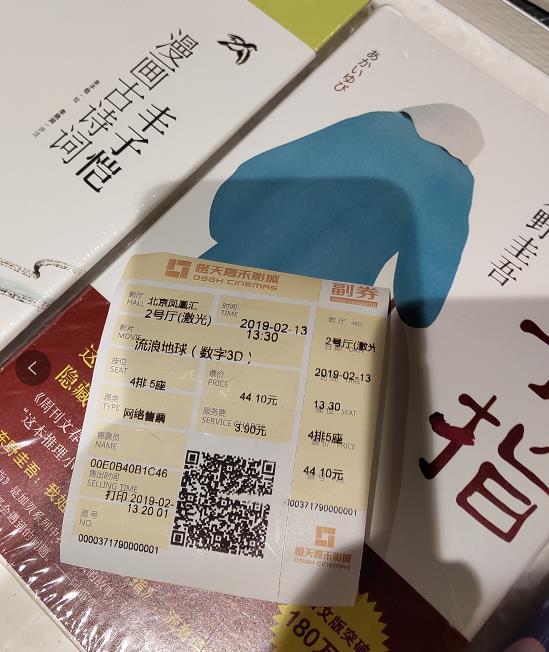 丰子恺
漫画古诗词
あかいゆび
野圭吾
指
橙天嘉禾影城
OSGH CINEMAS
副券
影厅
HALL
北京凤凰汇
2号厅(激光)
时间
TIME
2019-02-13
13:30
影片
MOVIE
流浪地球(数字3D)
座位
SEAT
4排 5座
票价
PRICE
44 10元
票类
TYPE
网络售票
服务费
SERVICE
3.90元
售票员
NAME
00E0B40B1C46
售出时间
SELLING TIME
打印 2019-02-
13 20 01
票号
NO.
0000371790000001
影厅 NO.
2号厅(激光
2019-02-13
13 30
SEAT
4排5座
44 10元
000371790000001
橙天嘉禾影城
OSGH CINEMAS
隐藏
《周刊文春
“这本推理小
东野圭吾:我如
文版突破
180万